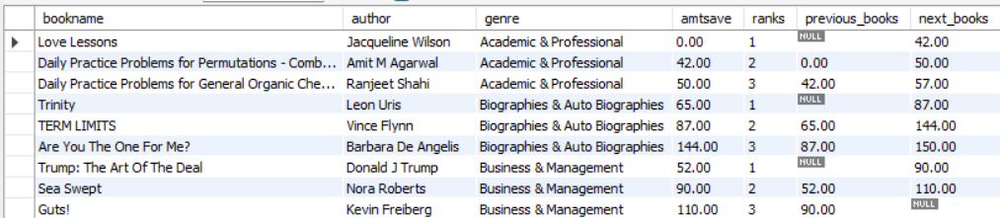 bookname author genre amtsave ranks previous_books next_books
Love Lessons Jacqueline Wilson Academic & Professional 0.00 1 NULL 42.00
Daily Practice Problems for Permutations - Comb... Amit M Agarwal Academic & Professional 42.00 2 0.00 50.00
Daily Practice Problems for General Organic Che... Ranjeet Shahi Academic & Professional 50.00 3 42.00 57.00
Trinity Leon Uris Biographies & Auto Biographies 65.00 1 NULL 87.00
TERM LIMITS Vince Flynn Biographies & Auto Biographies 87.00 2 65.00 144.00
Are You The One For Me? Barbara De Angelis Biographies & Auto Biographies 144.00 3 87.00 150.00
Trump: The Art Of The Deal Donald J Trump Business & Management 52.00 1 NULL 90.00
Sea Swept Nora Roberts Business & Management 90.00 2 52.00 110.00
Guts! Kevin Freiberg Business & Management 110.00 3 90.00 NULL